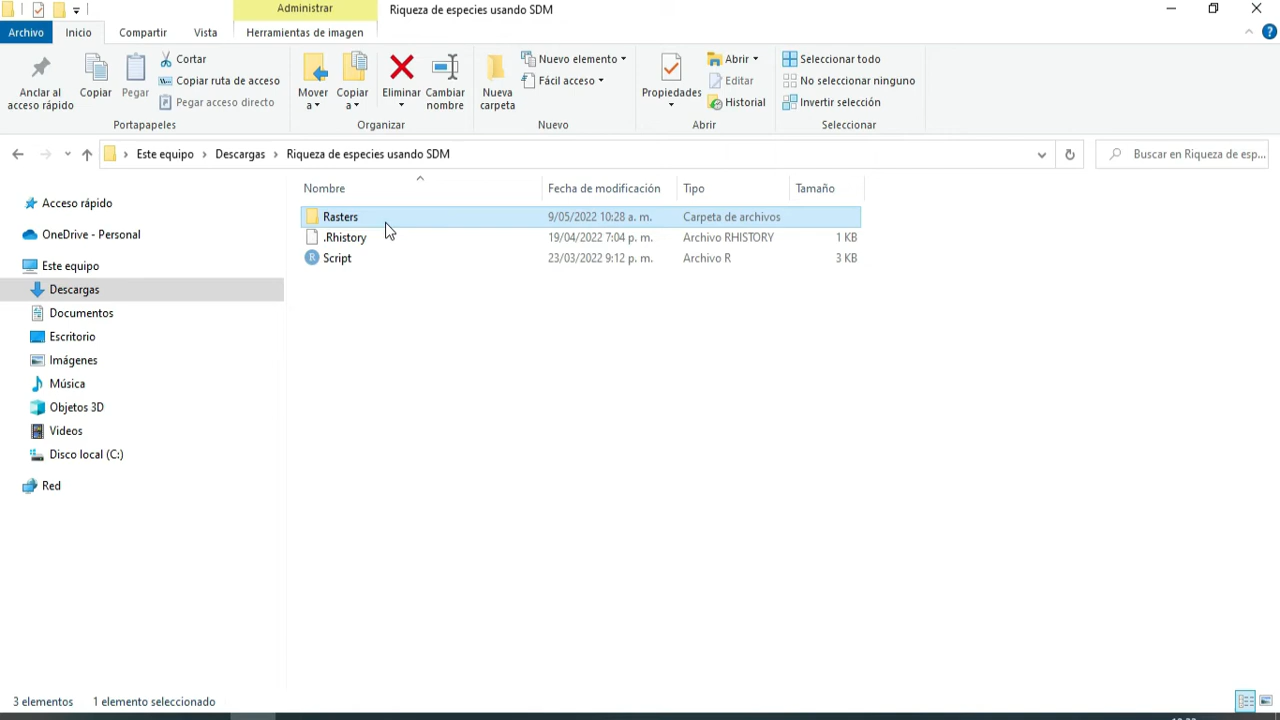 Administrar
Riqueza de especies usando SDM
Archivo
Inicio
Compartir
Vista
Herramientas de imagen
Anclar al acceso rápido
Copiar
Pegar
Cortar
Copiar ruta de acceso
Pegar acceso directo
Portapapeles
Mover a
Copiar a
Eliminar
Cambiar nombre
Organizar
Nueva carpeta
Nuevo elemento
Fácil acceso
Nuevo
Propiedades
Abrir
Editar
Historial
Abrir
Seleccionar todo
No seleccionar ninguno
Invertir selección
Seleccionar
Este equipo > Descargas > Riqueza de especies usando SDM
Buscar en Riqueza de esp...
Nombre Fecha de modificación Tipo Tamaño
Rasters 9/05/2022 10:28 a. m. Carpeta de archivos
.Rhistory 19/04/2022 7:04 p. m. Archivo RHISTORY 1 KB
R Script 23/03/2022 9:12 p. m. Archivo R 3 KB
Acceso rápido
OneDrive - Personal
Este equipo
Descargas
Documentos
Escritorio
Imágenes
Música
Objetos 3D
Videos
Disco local (C:)
Red
3 elementos 1 elemento seleccionado